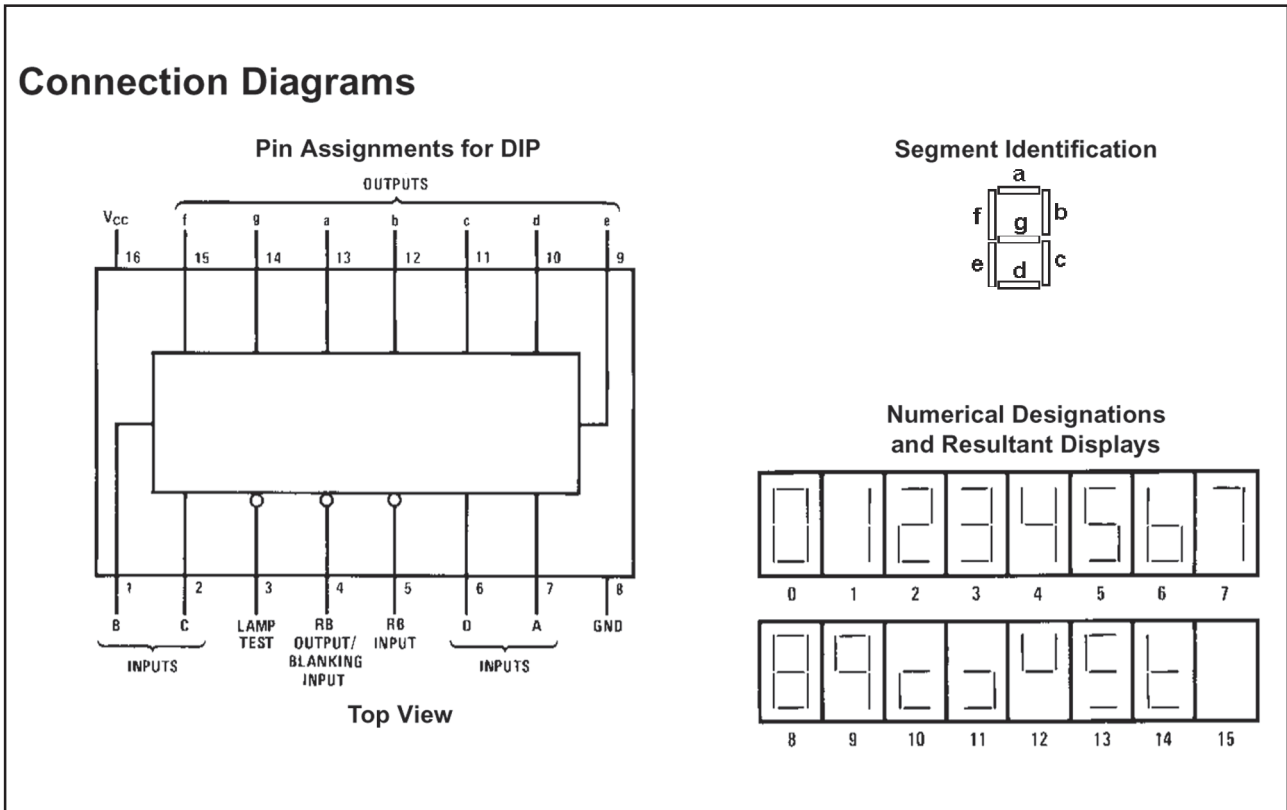 Connection Diagrams
Pin Assignments for DIP
OUTPUTS
VCC f g a b c d e
16 15 14 13 12 11 10 9
1 2 3 4 5 6 7 8
B C LAMP TEST RB OUTPUT/ BLANKING INPUT RB INPUT D A GND
INPUTS INPUTS
Top View
Segment Identification
a
f b
g
e c
d
Numerical Designations
and Resultant Displays
0 1 2 3 4 5 6 7
8 9 10 11 12 13 14 15